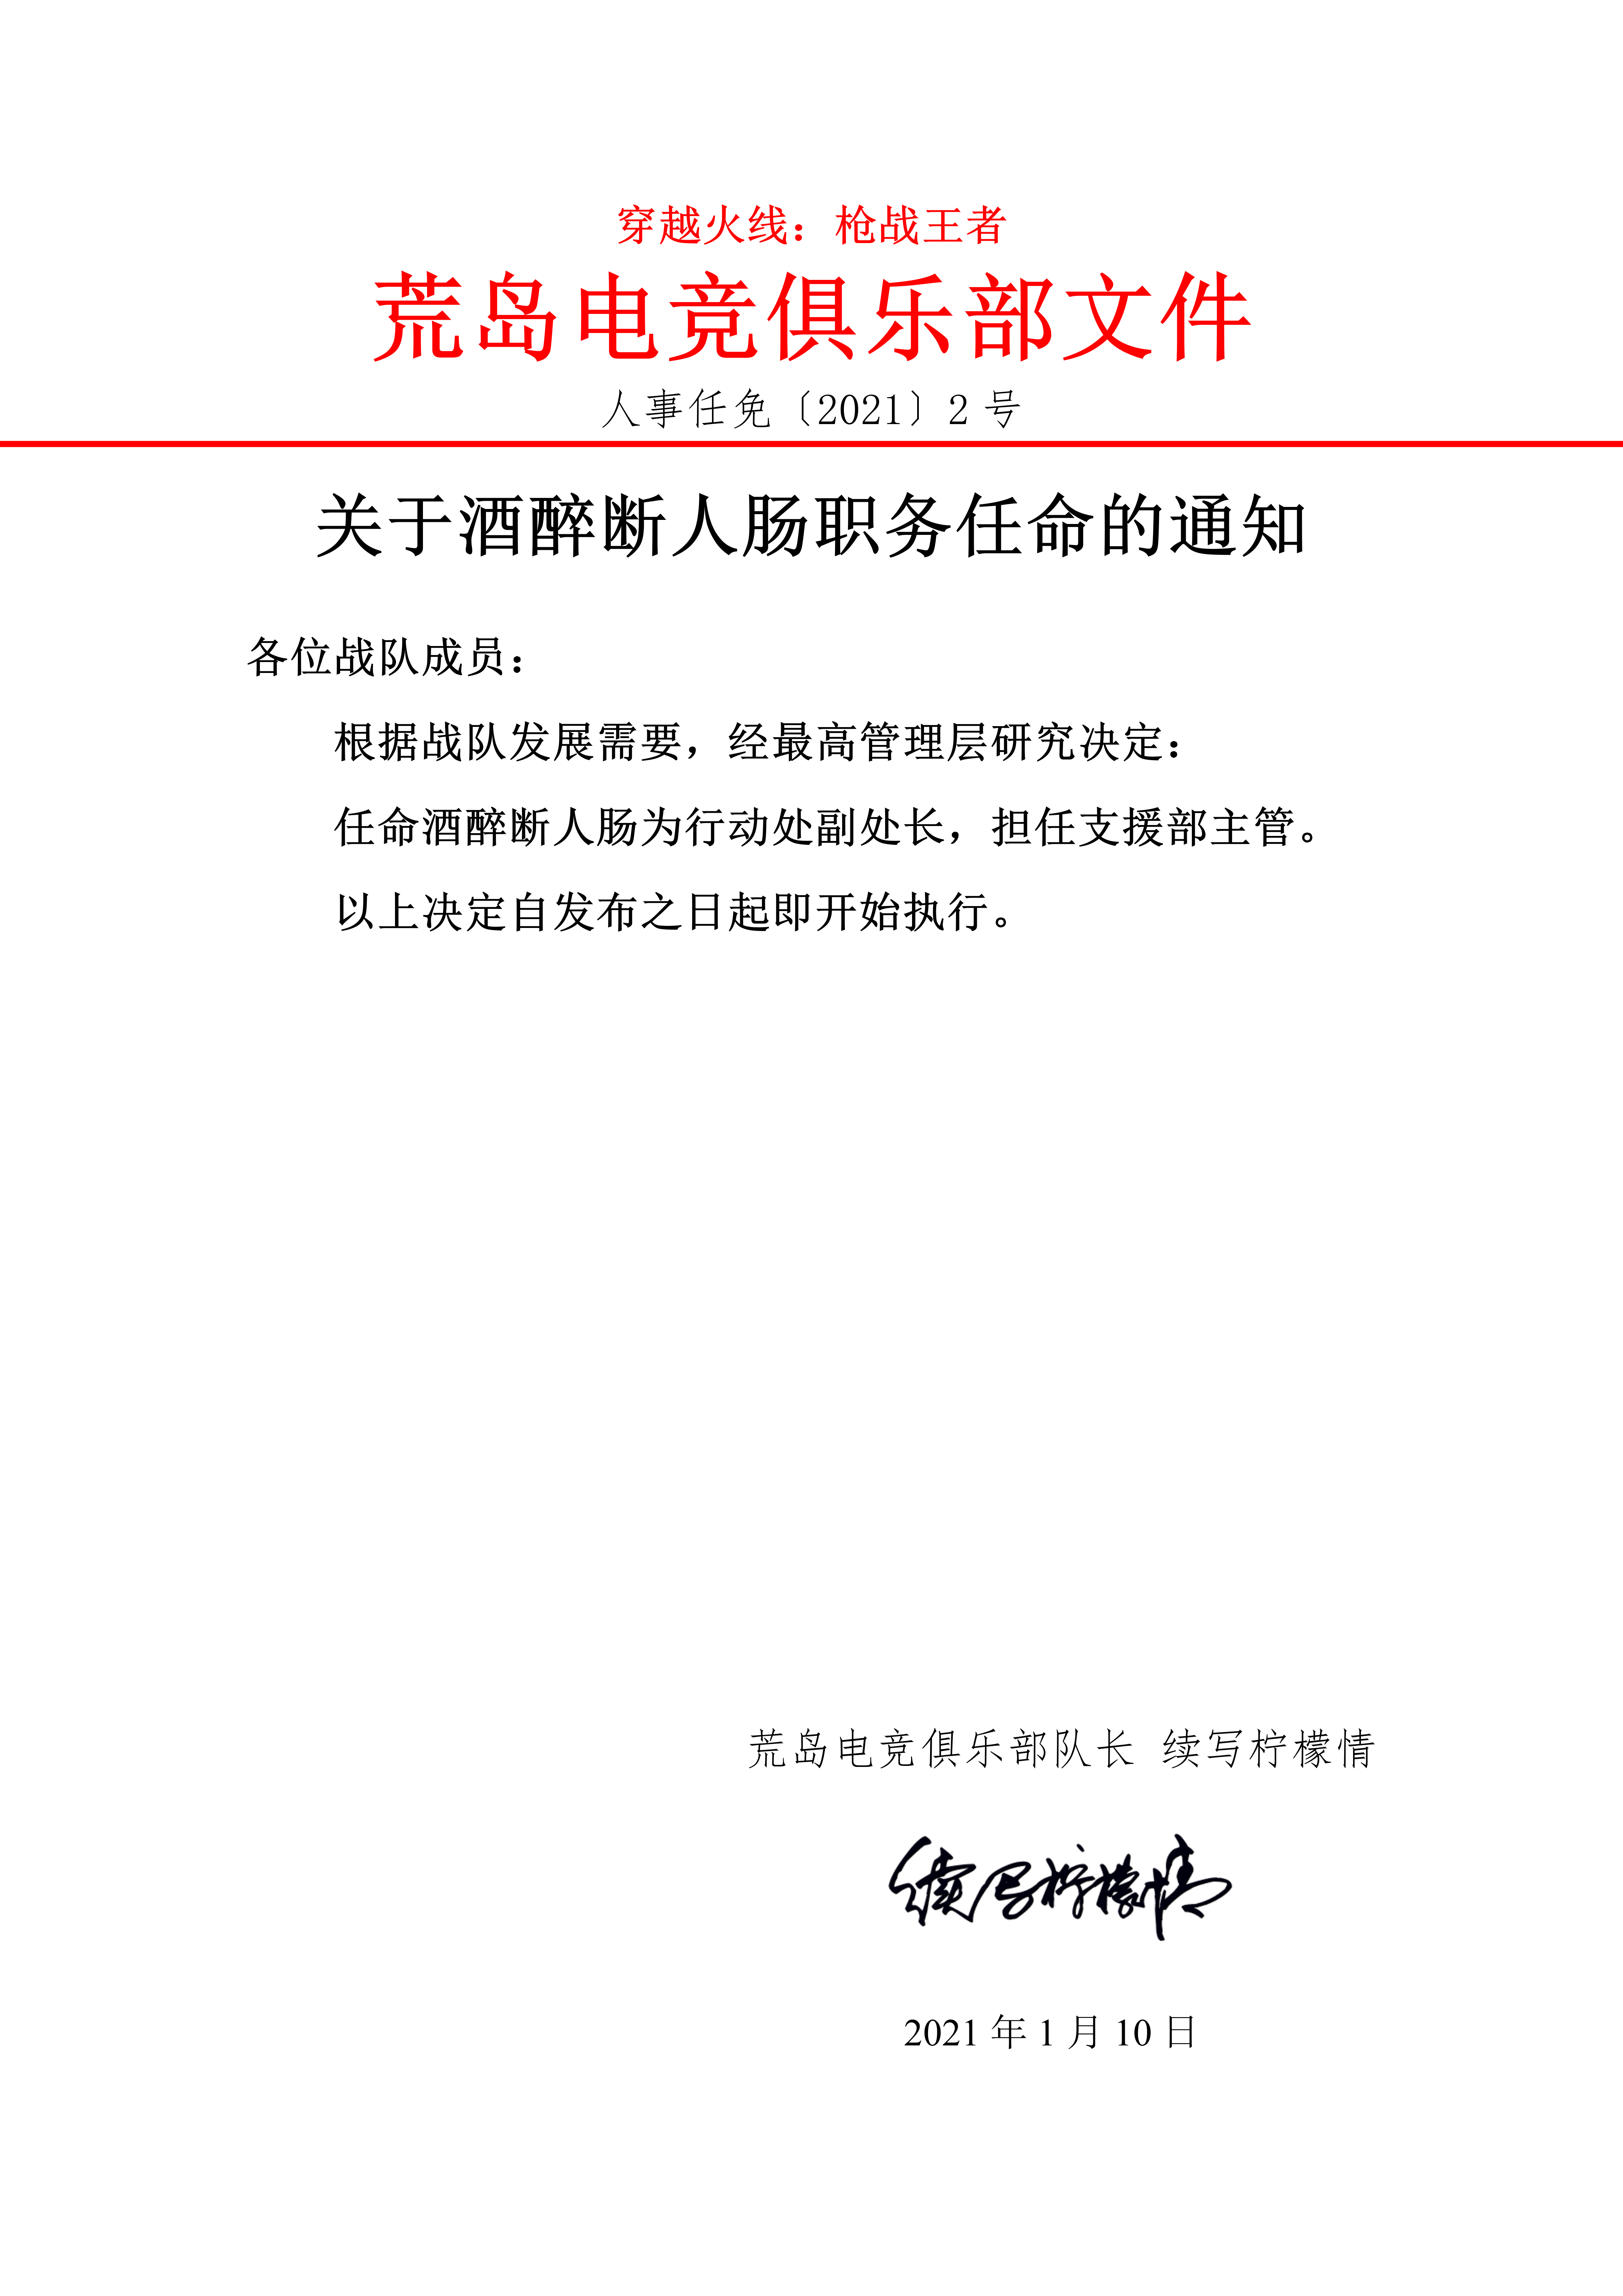 穿越火线：枪战王者
荒岛电竞俱乐部文件
人事任免〔2021〕2 号
关于酒醉断人肠职务任命的通知
各位战队成员：
根据战队发展需要，经最高管理层研究决定：
任命酒醉断人肠为行动处副处长，担任支援部主管。
以上决定自发布之日起即开始执行。
荒岛电竞俱乐部队长 续写柠檬情
续写柠檬情
2021 年 1 月 10 日